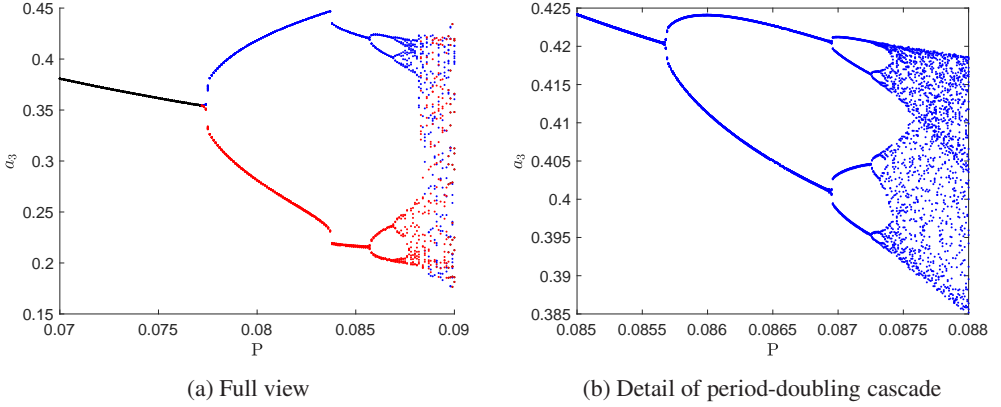 0.45
0.4
0.35
0.3
0.25
0.2
0.15
a₃
0.07 0.075 0.08 0.085 0.09
P
(a) Full view
0.425
0.42
0.415
0.41
0.405
0.4
0.395
0.39
0.385
a₃
0.085 0.0855 0.086 0.0865 0.087 0.0875 0.088
P
(b) Detail of period-doubling cascade